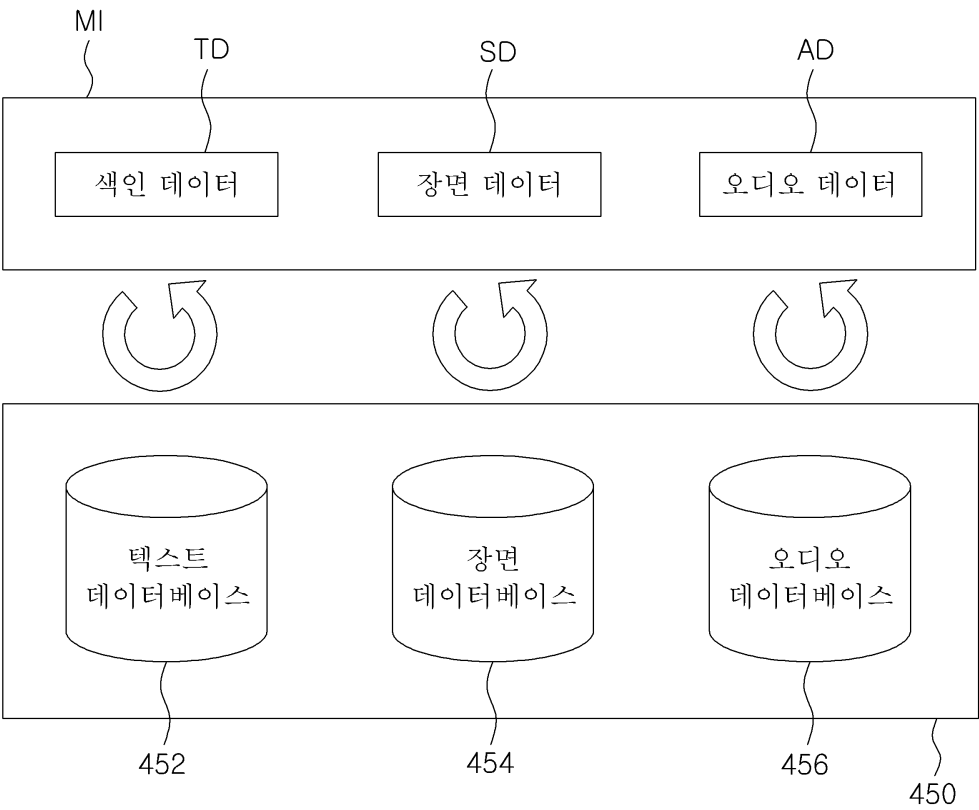 MI
TD
SD
AD
색인 데이터
장면 데이터
오디오 데이터
텍스트
데이터베이스
장면
데이터베이스
오디오
데이터베이스
452
454
456
450